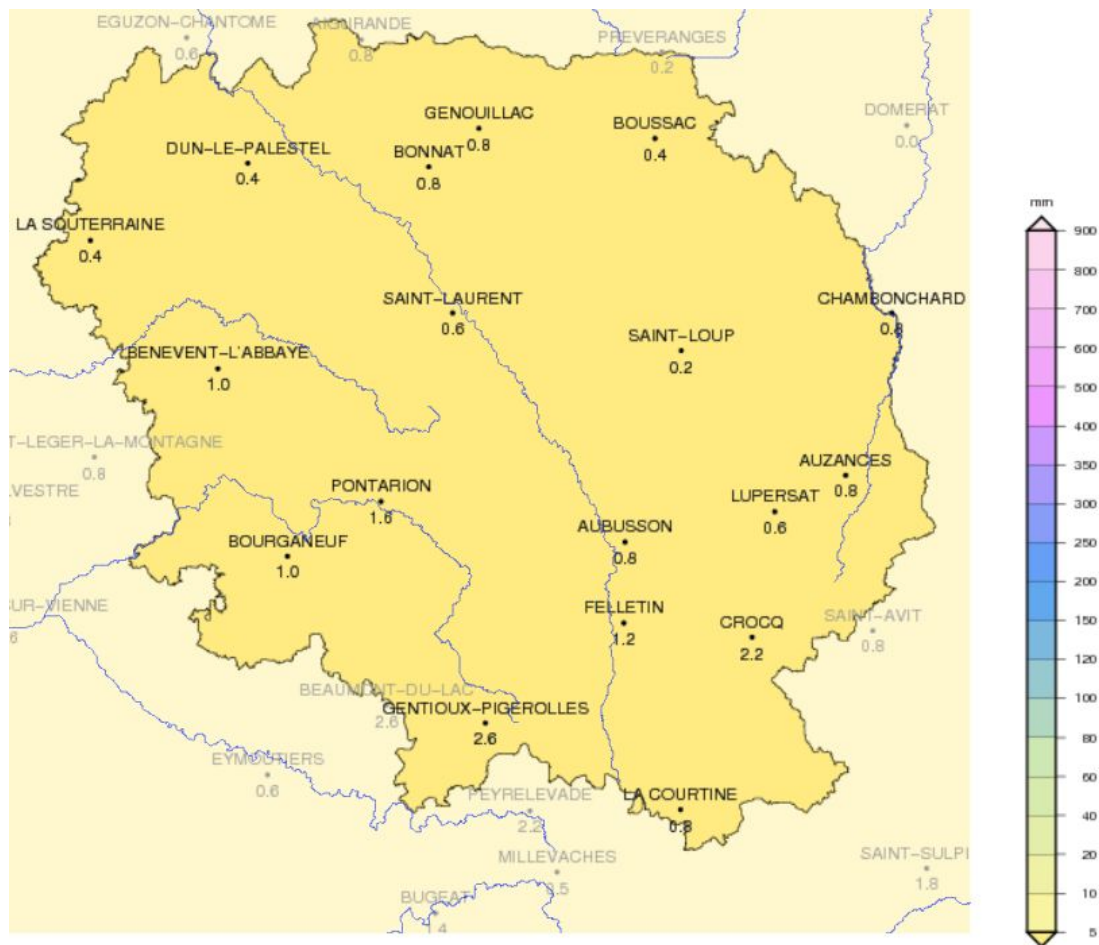 EGUZON-CHANTOME
0.6
AIGURANDE
0.8
PREVERANGES
0.2
DOMERAT
0.0
GENOUILLAC
0.8
BOUSSAC
0.4
DUN-LE-PALESTEL
0.4
BONNAT
0.8
LA SOUTERRAINE
0.4
mm
900
800
700
600
500
400
350
300
250
200
150
120
100
80
60
40
20
10
5
SAINT-LAURENT
0.6
CHAMBONCHARD
0.8
SAINT-LOUP
0.2
BENEVENT-L'ABBAYE
1.0
T-LEGER-LA-MONTAGNE
0.8
LVESTRE
AUZANCES
0.8
PONTARION
1.6
LUPERSAT
0.6
BOURGANEUF
1.0
AUBUSSON
0.8
SUR-VIENNE
6
FELLETIN
1.2
CROCQ
2.2
SAINT-AVIT
0.8
BEAUMONT-DU-LAC
2.6
GENTIOUX-PIGEROLLES
2.6
EYMOUTIERS
0.6
PEYRELEVADE
2.2
LA COURTINE
0.8
MILLEVACHES
SAINT-SULPI
1.8
BUGEAT